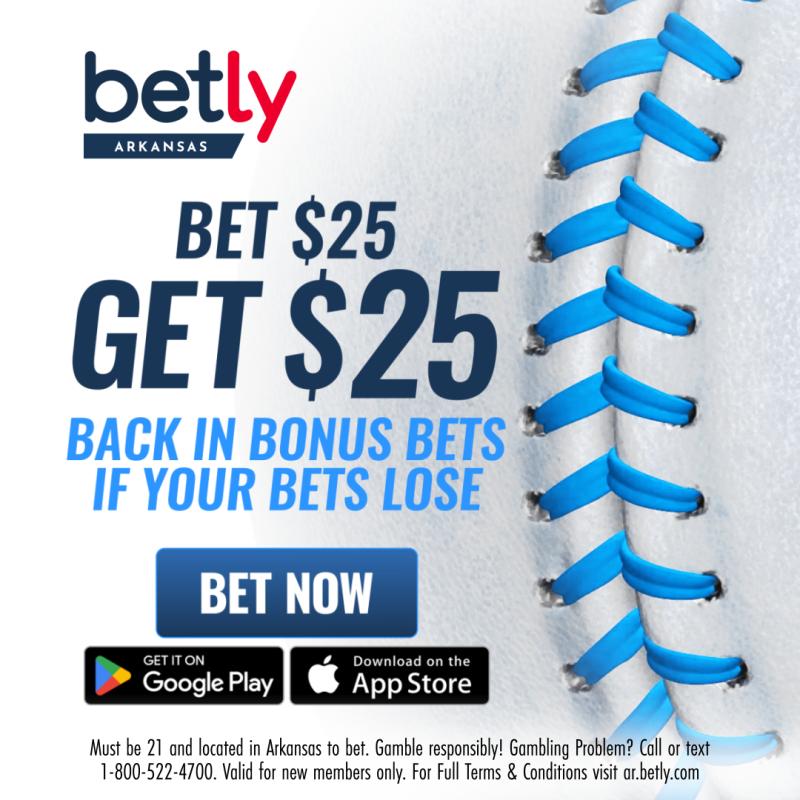 betly
ARKANSAS
BET $25
GET $25
BACK IN BONUS BETS
IF YOUR BETS LOSE
BET NOW
GET IT ON
Google Play
Download on the
App Store
Must be 21 and located in Arkansas to bet. Gamble responsibly! Gambling Problem? Call or text
1-800-522-4700. Valid for new members only. For Full Terms & Conditions visit ar.betly.com